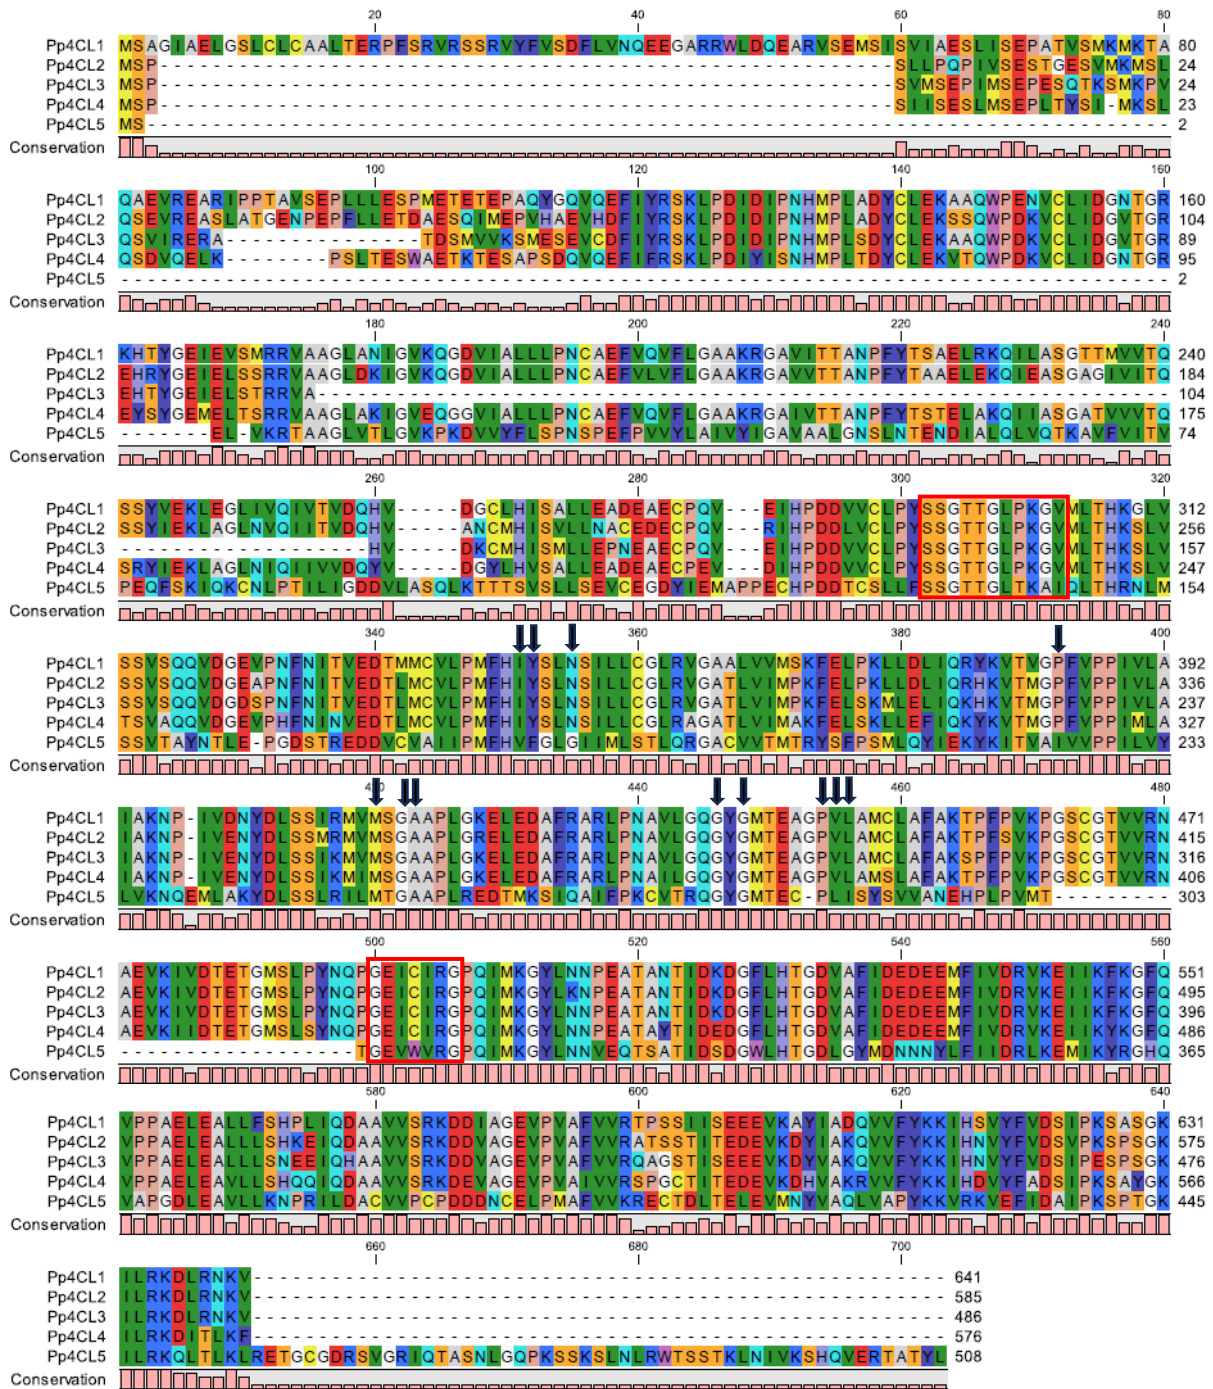 20 40 60 80
Pp4CL1 MSAGIAELGSLCLCAALTERPFSRVRSSRVYFVSDFLVNQEEGARRWLDQEARVSEMSISVIAESLISEPATVSMKMKTA 80
Pp4CL2 MSP--------------------------------------------------------SLLPQPIVSESTGESVMKMSL 24
Pp4CL3 MSP--------------------------------------------------------SVMSEPIMSEPESQTKSMKPV 24
Pp4CL4 MSP--------------------------------------------------------SIISESLMSEPLTYSI-MKSL 23
Pp4CL5 MS------------------------------------------------------------------------------ 2
Conservation
100 120 140 160
Pp4CL1 QAEVREARIPPTAVSEPLLLESPMETETEPAQYGQVQEFIYRSKLPDIDIPNHMPLADYCLEKAAQWPENVCLIDGNTGR 160
Pp4CL2 QSEVREASLATGENPEPFLLETDAESQIMEPVHAEVHDFIYRSKLPDIDIPNHMPLADYCLEKSSQWPDKVCLIDGVTGR 104
Pp4CL3 QSVIRERA---------------TDSMVVKSMESEVCDFIYRSKLPDIDIPNHMPLSDYCLEKAAQWPDKVCLIDGVTGR 89
Pp4CL4 QSDVQELK--------PSLTESWAETKTESAPSDQVQEFIFRSKLPDIYISNHMPLTDYCLEKVTQWPDKVCLIDGNTGR 95
Pp4CL5 -------------------------------------------------------------------------------- 2
Conservation
180 200 220 240
Pp4CL1 KHTYGEIEVSMRRVAAGLANIGVKQGDVIALLLPNCAEFVQVFLGAAKRGAVITTANPFYTSAELRKQILASGTTMVVTQ 240
Pp4CL2 EHRYGEIELSSRRVAAGLDKIGVKQGDVIALLLPNCAEFVLVFLGAAKRGAVVTTANPFYTAAELEKQIEASGAGIVITQ 184
Pp4CL3 EHTYGEIELSTRRVA----------------------------------------------------------------- 104
Pp4CL4 EYSYGEMELTSRRVAAGLAKIGVEQGGVIALLLPNCAEFVQVFLGAAKRGAIVTTANPFYTSTELAKQIIASGATVVVTQ 175
Pp4CL5 -------EL-VKRTAAGLVTLGVKPKDVVYFLSPNSPEFPVVYLAIVYIGAVAALGNSLNTENDIALQLVQTKAVFVITV 74
Conservation
260 280 300 320
Pp4CL1 SSYVEKLEGLIVQIVTVDQHV-----DGCLHISALLEADEAECPQV---EIHPDDVVCLPYSSGTTGLPKGVMLTHKGLV 312
Pp4CL2 SSYIEKLAGLNVQIITVDQHV-----ANCMHISVLLNACEDECPQV---RIHPDDVVCLPYSSGTTGLPKGVMLTHKSLV 256
Pp4CL3 -------------------HV-----DKCMHISMLLEPNEAECPQV---EIHPDDVVCLPYSSGTTGLPKGVMLTHKSLV 157
Pp4CL4 SRYIEKLAGLNIQIIVVDQYV-----DGYLHVSALLEADEAECPEV---DIHPDDVVCLPYSSGTTGLPKGVMLTHKSLV 247
Pp4CL5 PEQFSKIQKCNLPTILIGDDVLASQLKTTTSVSLLSEVCEGDYIEMAPPECHPDDTCSLLFSSGTTGLTKAIQLTHRNLM 154
Conservation
340 360 380 400
Pp4CL1 SSVSQQVDGEVPNFNITVEDTMMCVLPMFHIYSLNSILLCGLRVGAALVVMSKFELPKLLDLIQRYKVTVGPFVPPIVLA 392
Pp4CL2 SSVSQQVDGEAPNFNITVEDTLMCVLPMFHIYSLNSILLCGLRVGATLVIMPKFELPKLLDLIQRHKVTMGPFVPPIVLA 336
Pp4CL3 SSVSQQVDGDSPNFNITVEDTLMCVLPMFHIYSLNSILLCGLRVGATLVIMPKFELSKMLELIQKHKVTMGPFVPPIVLA 237
Pp4CL4 TSVAQQVDGEVPHFNINVEDTLMCVLPMFHIYSLNSILLCGLRAGATLVIMAKFELSKLLEFIQKYKVTMGPFVPPIMLA 327
Pp4CL5 SSVTAYNTLE-PGDSTREDDVCVAIIPMFHVFGLGIIMLSTLQRGACVVTMTRYSFPSMLQYIEKYKITVAIVVPPILVY 233
Conservation
420 440 460 480
Pp4CL1 IAKNP-IVDNYDLSSIRMVMSGAAPLGKELEDAFRARLPNAVLGQGYGMTEAGPVLAMCLAFAKTPFPVKPGSCGTVVRN 471
Pp4CL2 IAKNP-IVENYDLSSMRMVMSGAAPLGRELEDAFRARLPNAVLGQGYGMTEAGPVLAMCLAFAKTPFSVKPGSCGTVVRN 415
Pp4CL3 IAKNP-IVENYDLSSIKMVMSGAAPLGKELEDAFRARLPNAVLGQGYGMTEAGPVLAMCLAFAKSPFPVKPGSCGTVVRN 316
Pp4CL4 IAKNP-IVENYDLSSIKMIMSGAAPLGKELEDAFRARLPNAILGQGYGMTEAGPVLAMSLAFAKTPFPVKPGSCGTVVRN 406
Pp4CL5 LVKNQEMLAKYDLSSLRILMTGAAPLREDTMKSIQAIFPKCVTRQGYGMTEC-PLISYSVVANEHPLPVMT--------- 303
Conservation
500 520 540 560
Pp4CL1 AEVKIVDTETGMSLPYNQPGEICIRGPQIMKGYLNNPEATANTIDKDGFLHTGDVAFIDEDEEMFIVDRVKEIIKFKGFQ 551
Pp4CL2 AEVKIVDTETGMSLPYNQPGEICIRGPQIMKGYLKNPEATANTIDKDGFLHTGDVAFIDEDEEMFIVDRVKEIIKFKGFQ 495
Pp4CL3 AEVKIVDTETGMSLPYNQPGEICIRGPQIMKGYLNNPEATANTIDKDGFLHTGDVAFIDEDEEMFIVDRVKEIIKFKGFQ 396
Pp4CL4 AEVKIIDTETGMSLSYNQPGEICIRGPQIMKGYLNNPEATAYTIDEDGFLHTGDVAFIDEDEEMFIVDRVKEIIKYKGFQ 486
Pp4CL5 ------------------TGEVWVRGPQIMKGYLNNVEQTSATIDSDGWLHTGDLGYMDNNNYLFIIDRLKEMIKYRGHQ 365
Conservation
580 600 620 640
Pp4CL1 VPPAELEALLFSHPLIQDAAVVSRKDDIAGEVPVAFVVRTPSSIISEEEVKAYIADQVVFYKKIHSVYFVDSIPKSASGK 631
Pp4CL2 VPPAELEALLLSHKEIQDAAVVSRKDDVAGEVPVAFVVRATSSTITEDEVKDYIAKQVVFYKKIHNVYFVDSIPKSPSGK 575
Pp4CL3 VPPAELEALLLSNEEIQHAAVVSRKDDVAGEVPVAFVVRQAGSTISEEEVKDYVAKQVVFYKKIHNVYFVDSIPESPSGK 476
Pp4CL4 VPPAELEALLLSHQQIQDAAVVSRKDEVAGEVPVAIVVRSPGCTITEDEVKDHVAKRVVFYKKIHDVYFADSIPKSAYGK 566
Pp4CL5 VAPGDLEAVLLKNPRILDACVVPCPDDDNCELPMAFVVKRECTDLTELEVMNYVAQLVAPYKKVRKVEFIDAIPKSPTGK 445
Conservation
660 680 700
Pp4CL1 ILRKDLRNKV----------------------------------------------------- 641
Pp4CL2 ILRKDLRNKV----------------------------------------------------- 585
Pp4CL3 ILRKDLRNKV----------------------------------------------------- 486
Pp4CL4 ILRKDITLKF----------------------------------------------------- 576
Pp4CL5 ILRKQLTLKLRETGCGDRSVGRIQTASNLGQPKSSKSLNLRWTSSTKLNIVKSHQVERTATYL 508
Conservation